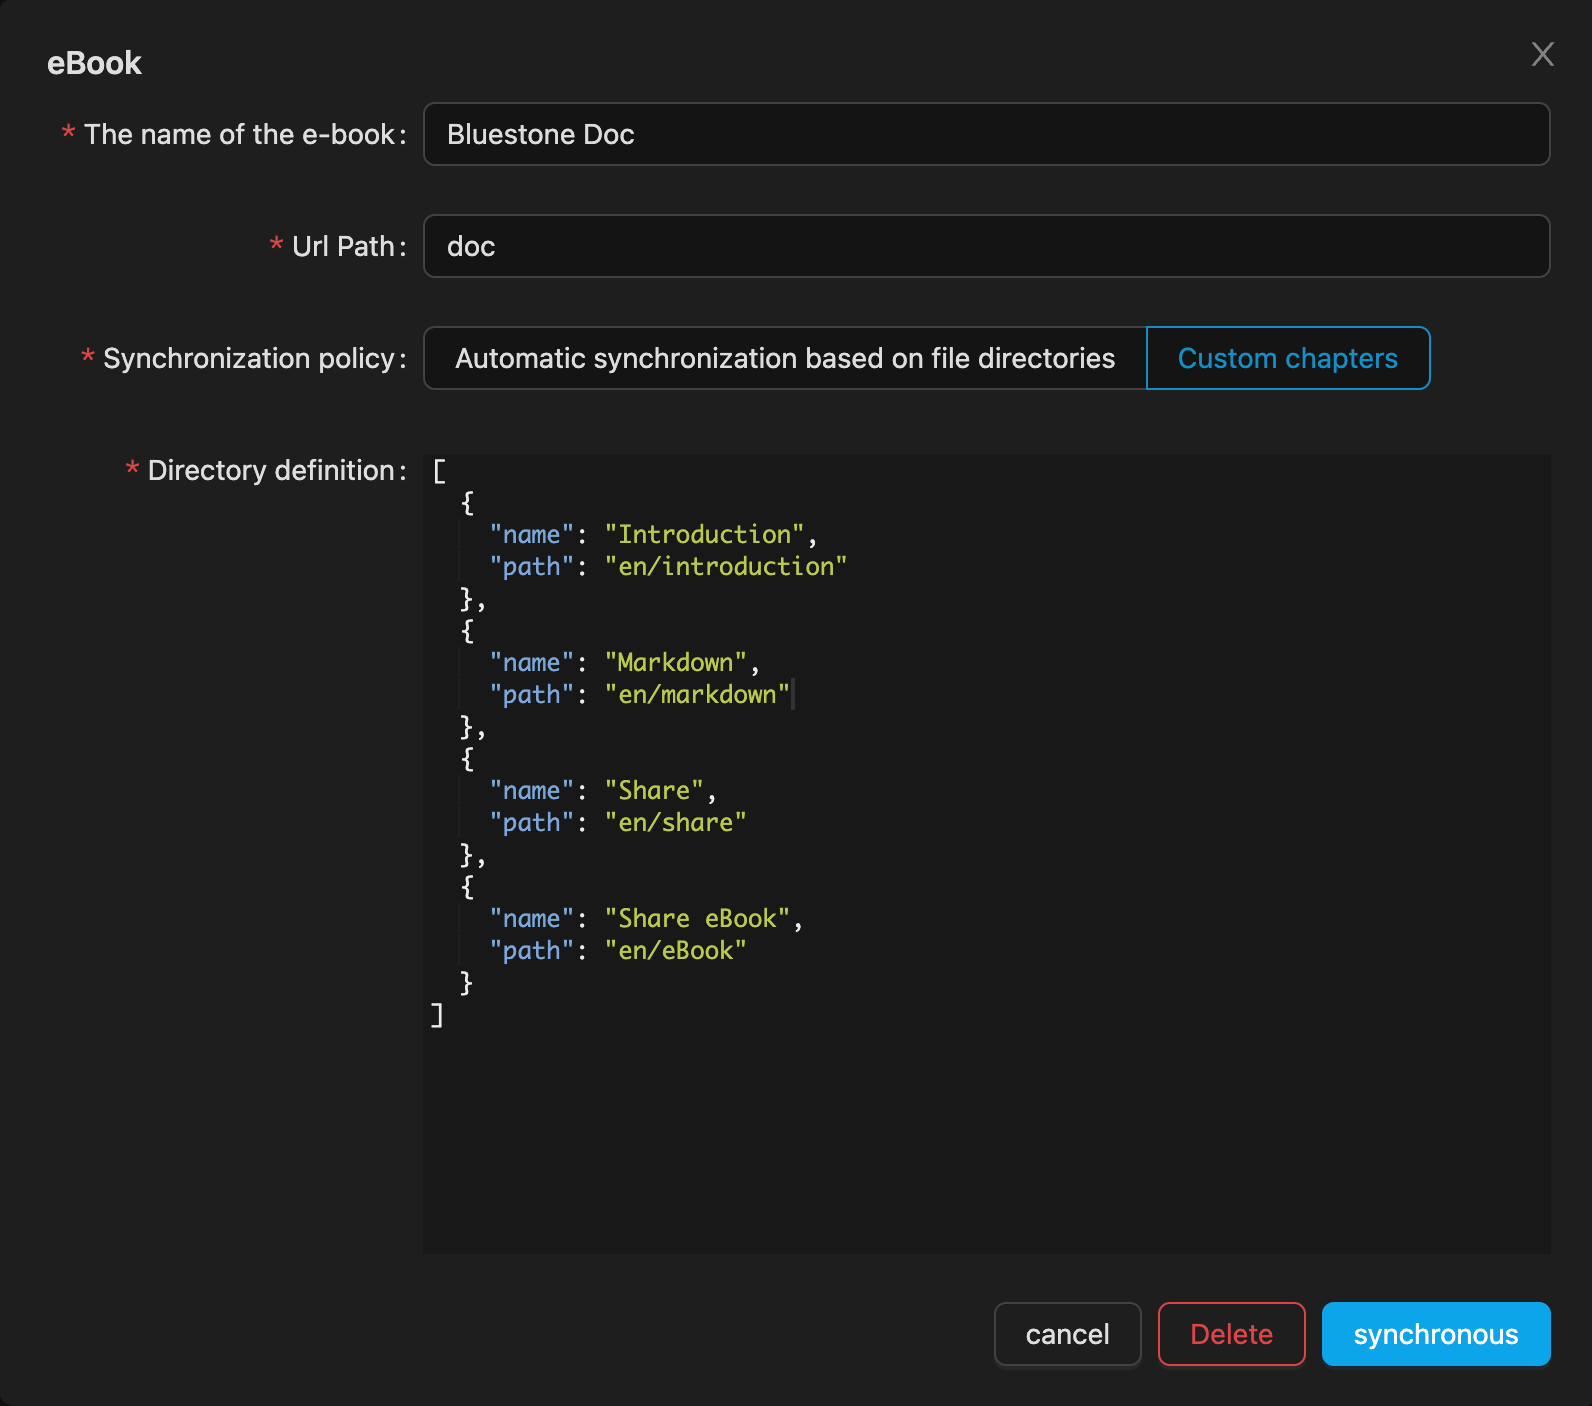 eBook
X
* The name of the e-book: Bluestone Doc
* Url Path: doc
* Synchronization policy: Automatic synchronization based on file directories Custom chapters
* Directory definition: [
{
"name": "Introduction",
"path": "en/introduction"
},
{
"name": "Markdown",
"path": "en/markdown"
},
{
"name": "Share",
"path": "en/share"
},
{
"name": "Share eBook",
"path": "en/eBook"
}
]
cancel Delete synchronous